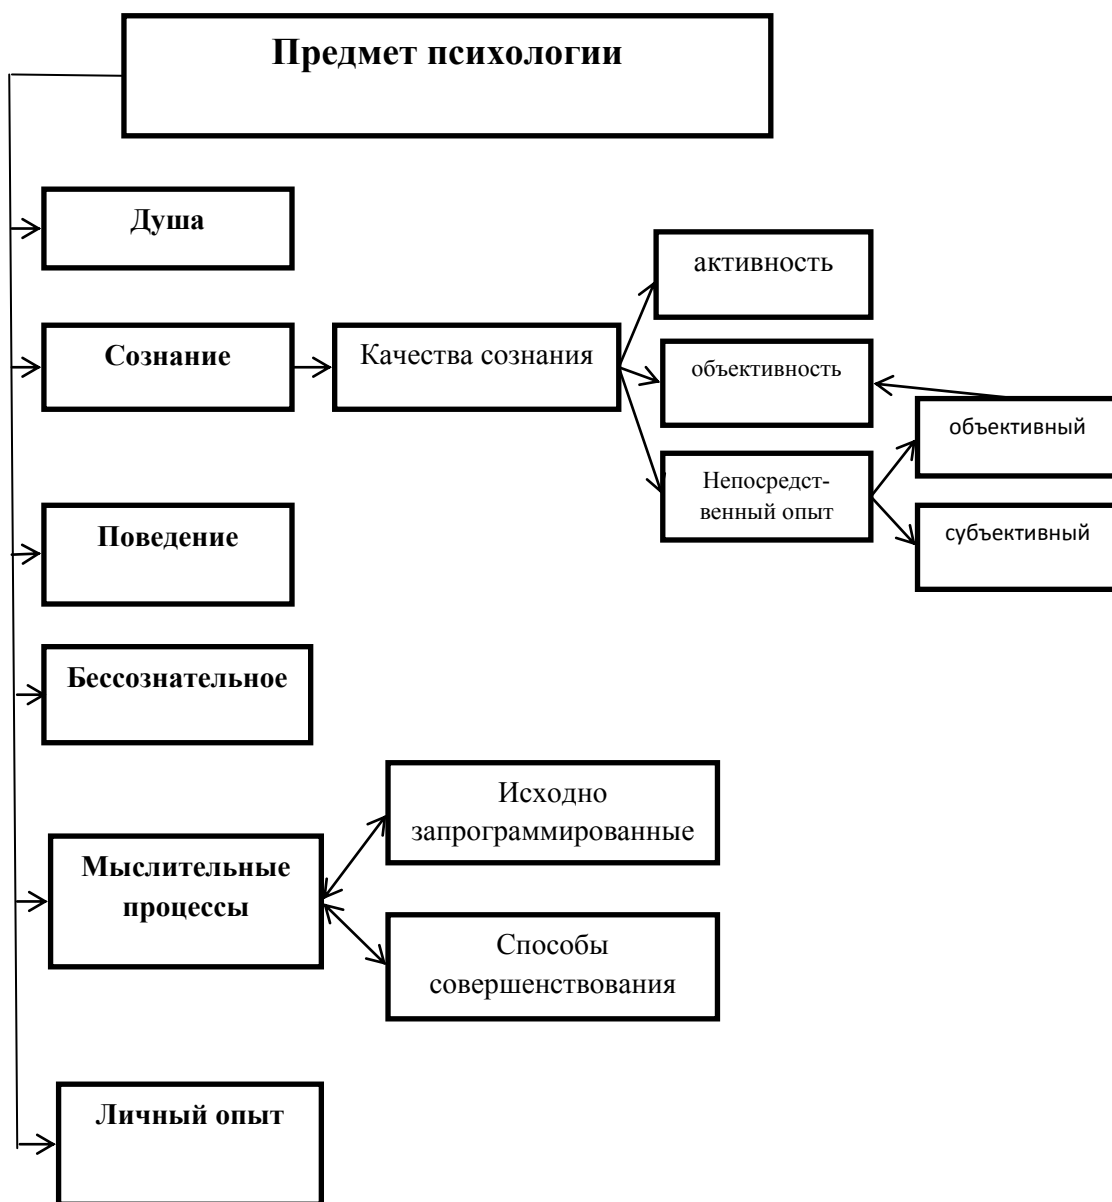 Предмет психологии
Душа
активность
Сознание
Качества сознания
объективность
объективный
Непосредст-
венный опыт
субъективный
Поведение
Бессознательное
Исходно
запрограммированные
Мыслительные
процессы
Способы
совершенствования
Личный опыт